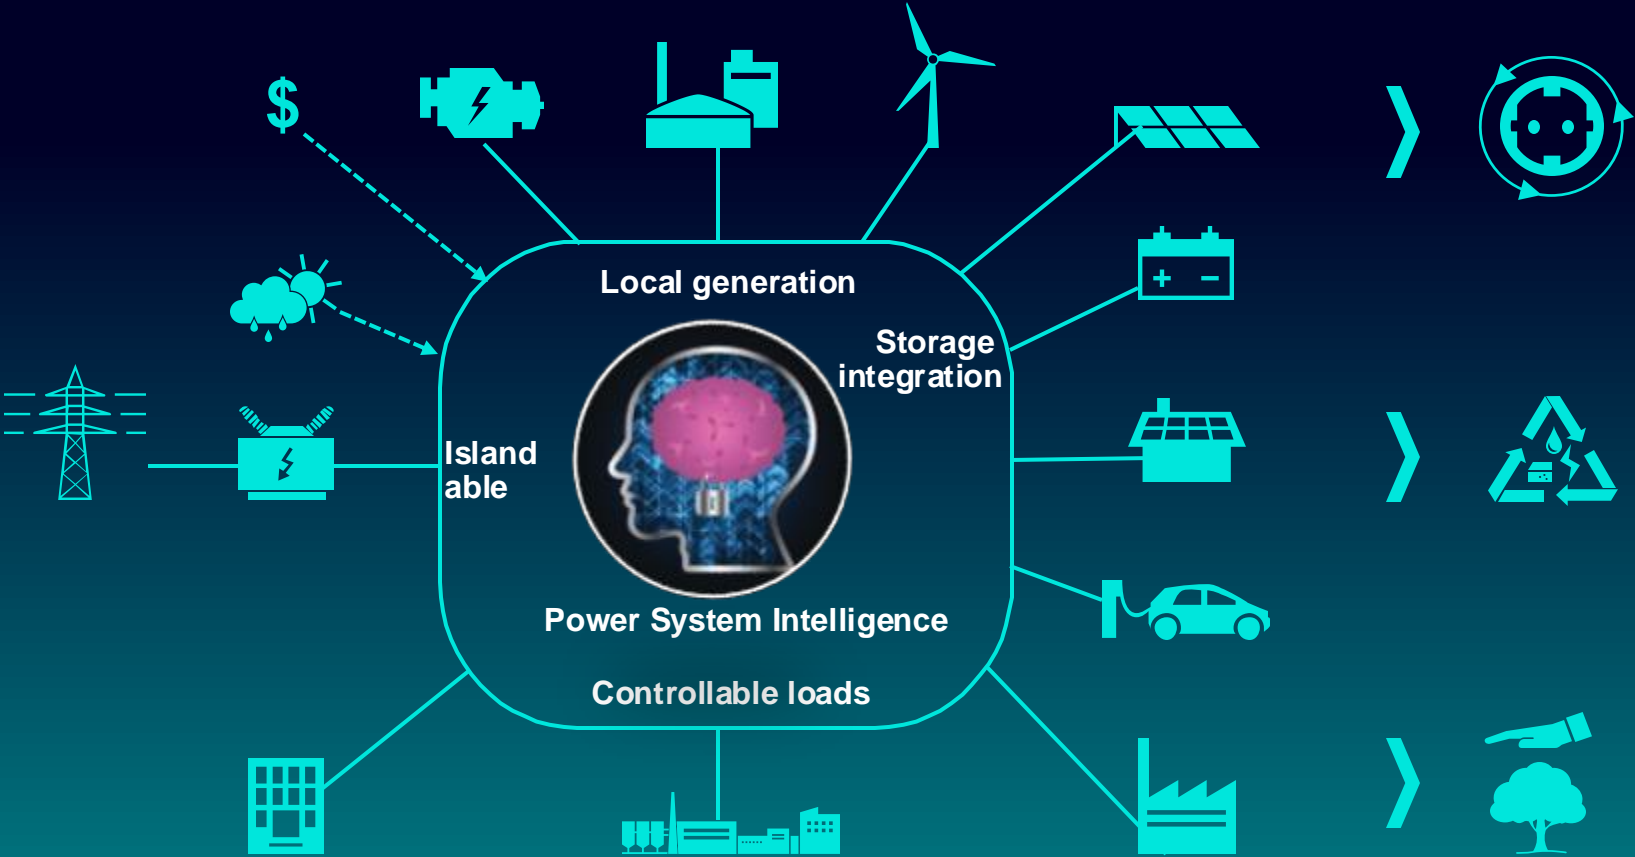 $
Local generation
Storage
integration
+ −
Island
able
Power System Intelligence
Controllable loads